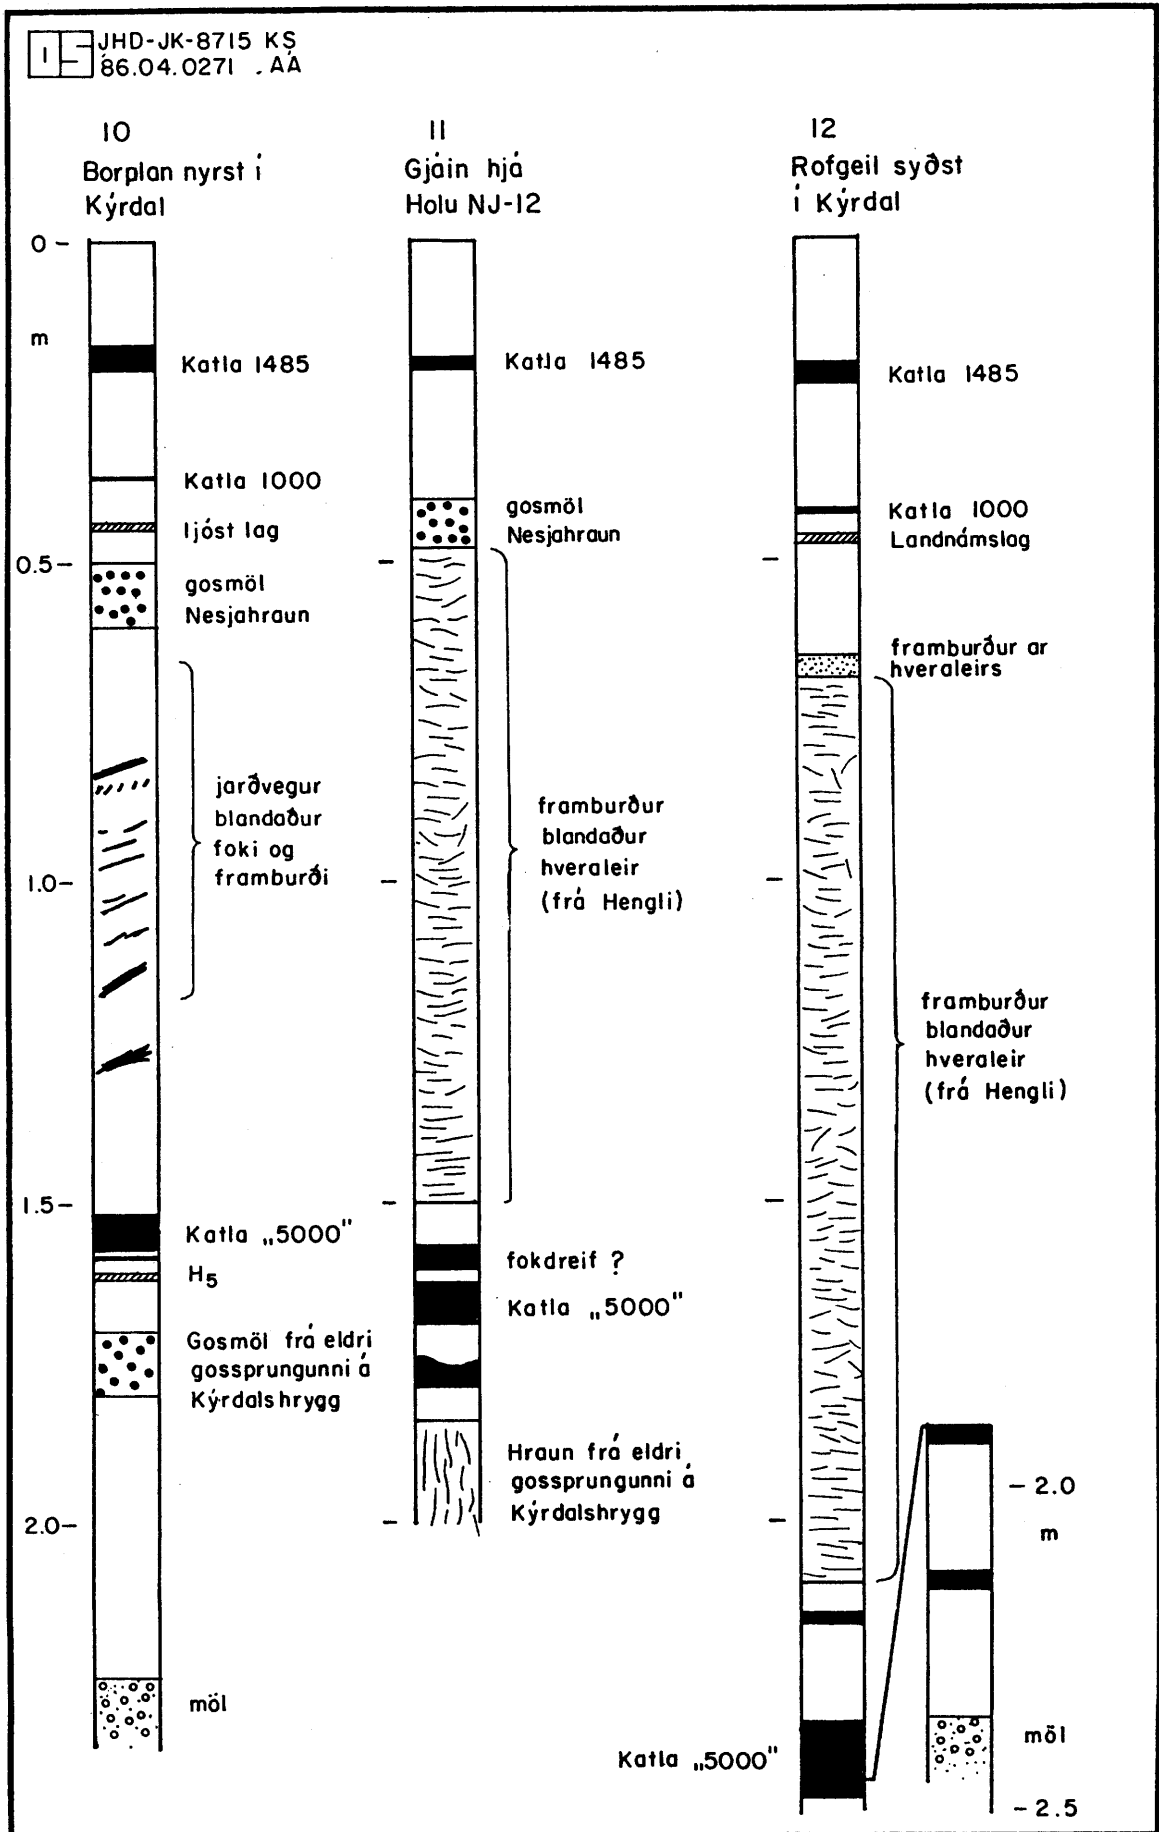 OS JHD-JK-8715 KS
86.04.0271 . AÁ
10
Borplan nyrst í
Kýrdal
11
Gjáin hjá
Holu NJ-12
12
Rofgeil syðst
í Kýrdal
0
m
0.5
1.0
1.5
2.0
Katla 1485
Katla 1000
ljóst lag
gosmöl
Nesjahraun
jarðvegur
blandaður
foki og
framburði
Katla „5000"
H5
Gosmöl frá eldri
gossprungunni á
Kýrdalshrygg
möl
Katla 1485
gosmöl
Nesjahraun
framburður
blandaður
hveraleir
(frá Hengli)
fokdreif ?
Katla „5000"
Hraun frá eldri
gossprungunni á
Kýrdalshrygg
Katla 1485
Katla 1000
Landnámslag
framburður ar
hveraleirs
framburður
blandaður
hveraleir
(frá Hengli)
Katla „5000"
-2.0
m
möl
-2.5